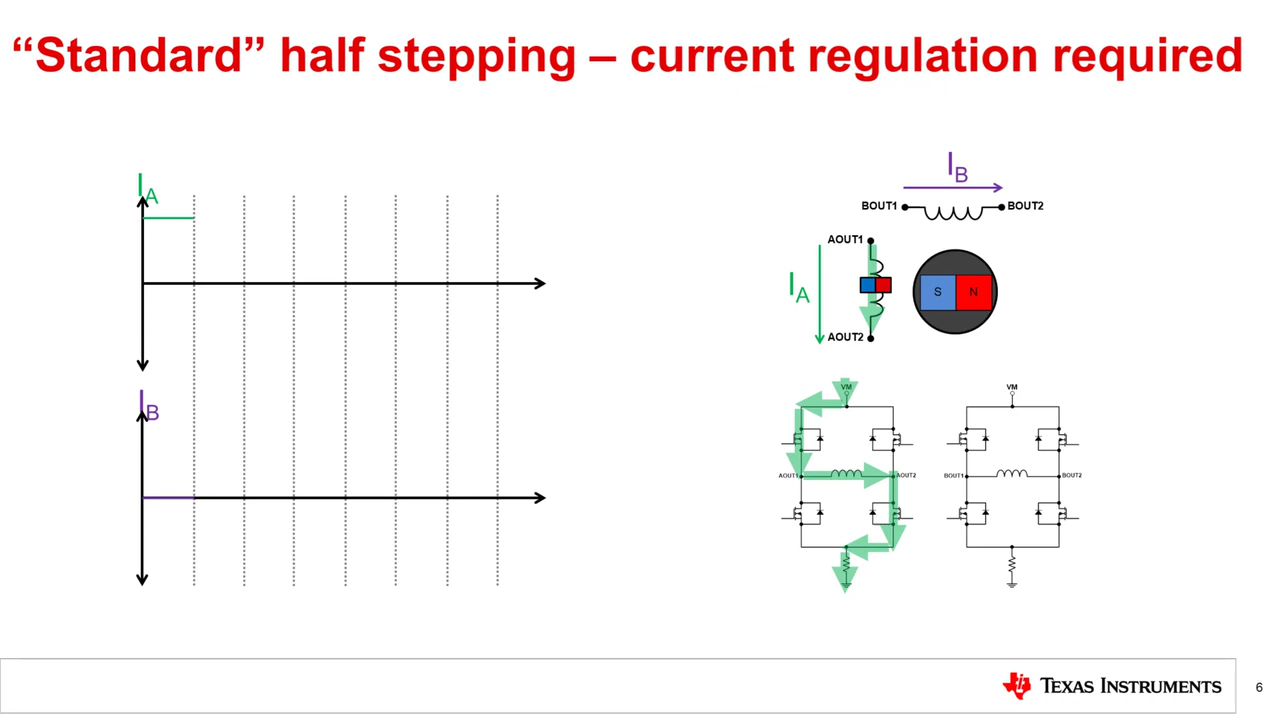 “Standard” half stepping – current regulation required
IA
IB
IB
BOUT1
BOUT2
AOUT1
IA
S
N
AOUT2
VM
VM
AOUT1
AOUT2
BOUT1
BOUT2
TEXAS INSTRUMENTS
6